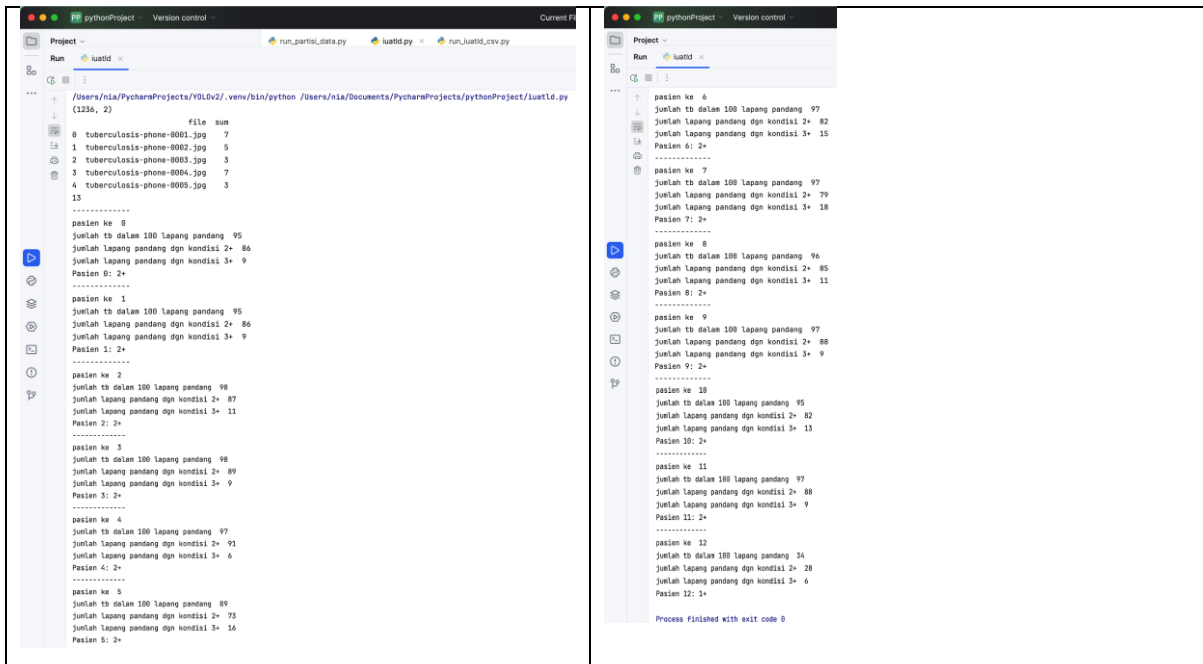 PP pythonProject Version control Current Fi
Project
run_partisi_data.py iuatld.py run_iuatld_csv.py
Run iuatld
/Users/nia/PycharmProjects/YOLOv2/.venv/bin/python /Users/nia/Documents/PycharmProjects/pythonProject/iuatld.py
(1236, 2)
file sum
0 tuberculosis-phone-0001.jpg 7
1 tuberculosis-phone-0002.jpg 5
2 tuberculosis-phone-0003.jpg 3
3 tuberculosis-phone-0004.jpg 7
4 tuberculosis-phone-0005.jpg 3
13
-------------
pasien ke 0
jumlah tb dalam 100 lapang pandang 95
jumlah lapang pandang dgn kondisi 2+ 86
jumlah lapang pandang dgn kondisi 3+ 9
Pasien 0: 2+
-------------
pasien ke 1
jumlah tb dalam 100 lapang pandang 95
jumlah lapang pandang dgn kondisi 2+ 86
jumlah lapang pandang dgn kondisi 3+ 9
Pasien 1: 2+
-------------
pasien ke 2
jumlah tb dalam 100 lapang pandang 98
jumlah lapang pandang dgn kondisi 2+ 87
jumlah lapang pandang dgn kondisi 3+ 11
Pasien 2: 2+
-------------
pasien ke 3
jumlah tb dalam 100 lapang pandang 98
jumlah lapang pandang dgn kondisi 2+ 89
jumlah lapang pandang dgn kondisi 3+ 9
Pasien 3: 2+
-------------
pasien ke 4
jumlah tb dalam 100 lapang pandang 97
jumlah lapang pandang dgn kondisi 2+ 91
jumlah lapang pandang dgn kondisi 3+ 6
Pasien 4: 2+
-------------
pasien ke 5
jumlah tb dalam 100 lapang pandang 89
jumlah lapang pandang dgn kondisi 2+ 73
jumlah lapang pandang dgn kondisi 3+ 16
Pasien 5: 2+
PP pythonProject Version control
Project
Run iuatld
pasien ke 6
jumlah tb dalam 100 lapang pandang 97
jumlah lapang pandang dgn kondisi 2+ 82
jumlah lapang pandang dgn kondisi 3+ 15
Pasien 6: 2+
-------------
pasien ke 7
jumlah tb dalam 100 lapang pandang 97
jumlah lapang pandang dgn kondisi 2+ 79
jumlah lapang pandang dgn kondisi 3+ 18
Pasien 7: 2+
-------------
pasien ke 8
jumlah tb dalam 100 lapang pandang 96
jumlah lapang pandang dgn kondisi 2+ 85
jumlah lapang pandang dgn kondisi 3+ 11
Pasien 8: 2+
-------------
pasien ke 9
jumlah tb dalam 100 lapang pandang 97
jumlah lapang pandang dgn kondisi 2+ 88
jumlah lapang pandang dgn kondisi 3+ 9
Pasien 9: 2+
-------------
pasien ke 10
jumlah tb dalam 100 lapang pandang 95
jumlah lapang pandang dgn kondisi 2+ 82
jumlah lapang pandang dgn kondisi 3+ 13
Pasien 10: 2+
-------------
pasien ke 11
jumlah tb dalam 100 lapang pandang 97
jumlah lapang pandang dgn kondisi 2+ 88
jumlah lapang pandang dgn kondisi 3+ 9
Pasien 11: 2+
-------------
pasien ke 12
jumlah tb dalam 100 lapang pandang 34
jumlah lapang pandang dgn kondisi 2+ 28
jumlah lapang pandang dgn kondisi 3+ 6
Pasien 12: 1+
Process finished with exit code 0